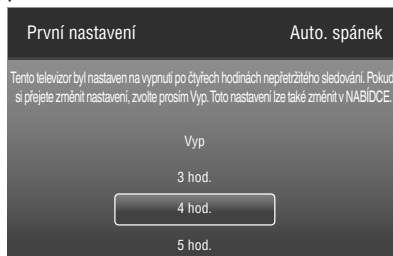 První nastavení
Auto. spánek
Tento televizor byl nastaven na vypnutí po čtyřech hodinách nepřetržitého sledování. Pokud
si přejete změnit nastavení, zvolte prosím Vyp. Toto nastavení lze také změnit v NABÍDCE.
Vyp
3 hod.
4 hod.
5 hod.